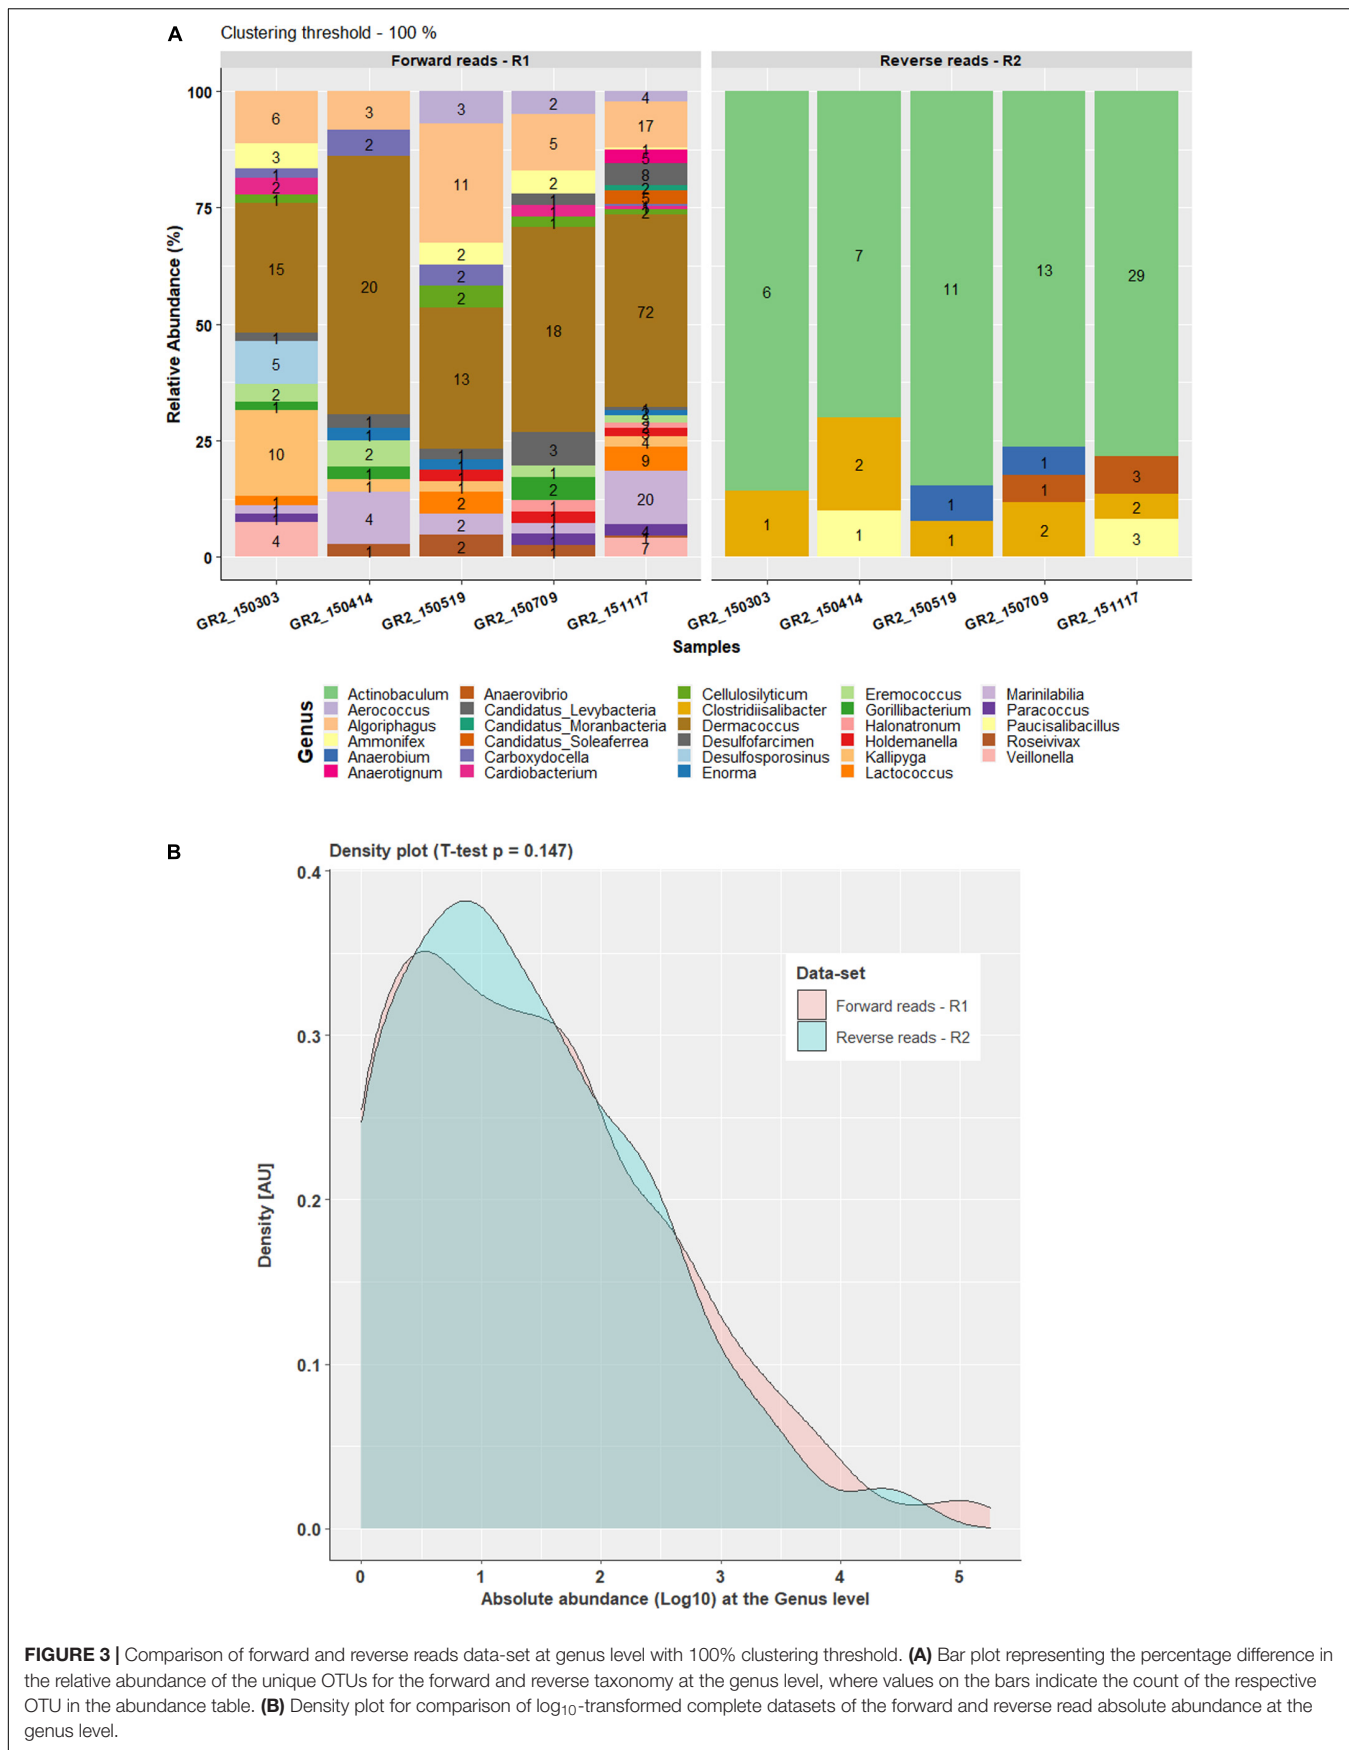 A
Clustering threshold - 100 %
Forward reads - R1
Reverse reads - R2
Relative Abundance (%)
100
75
50
25
0
6
3
1
2
1
15
1
5
2
1
10
1
1
1
4
3
2
20
1
1
2
1
1
4
1
3
11
2
2
2
13
1
1
1
1
2
2
2
2
5
2
1
1
1
18
3
1
2
1
1
1
1
1
4
17
1
5
8
2
5
2
72
4
9
20
4
1
7
6
1
7
2
1
11
1
1
13
1
1
2
29
3
2
3
GR2_150303
GR2_150414
GR2_150519
GR2_150709
GR2_151117
GR2_150303
GR2_150414
GR2_150519
GR2_150709
GR2_151117
Samples
Genus
Actinobaculum
Aerococcus
Algoriphagus
Ammonifex
Anaerobium
Anaerotignum
Anaerovibrio
Candidatus_Levybacteria
Candidatus_Moranbacteria
Candidatus_Soleaferrea
Carboxydocella
Cardiobacterium
Cellulosilyticum
Clostridiisalibacter
Dermacoccus
Desulfofarcimen
Desulfosporosinus
Enorma
Eremococcus
Gorillibacterium
Halonatronum
Holdemanella
Kallipyga
Lactococcus
Marinilabilia
Paracoccus
Paucisalibacillus
Roseivivax
Veillonella
B
Density plot (T-test p = 0.147)
Density [AU]
0.4
0.3
0.2
0.1
0.0
Data-set
Forward reads - R1
Reverse reads - R2
0 1 2 3 4 5
Absolute abundance (Log10) at the Genus level
FIGURE 3 | Comparison of forward and reverse reads data-set at genus level with 100% clustering threshold. (A) Bar plot representing the percentage difference in
the relative abundance of the unique OTUs for the forward and reverse taxonomy at the genus level, where values on the bars indicate the count of the respective
OTU in the abundance table. (B) Density plot for comparison of log10-transformed complete datasets of the forward and reverse read absolute abundance at the
genus level.